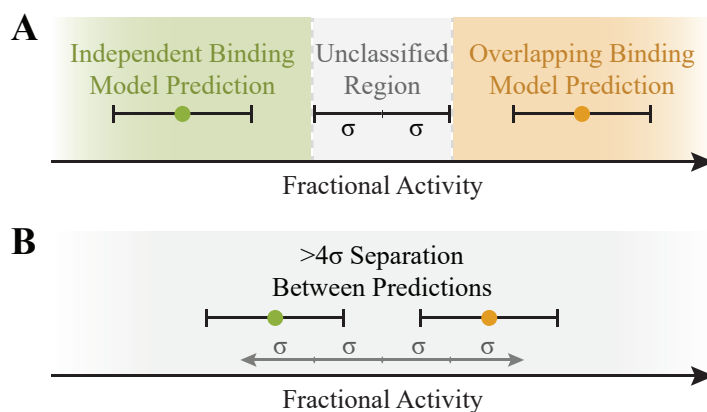 A
Independent Binding
Model Prediction
Unclassified
Region
Overlapping Binding
Model Prediction
σ σ
Fractional Activity
B
>4σ Separation
Between Predictions
σ σ σ σ
Fractional Activity